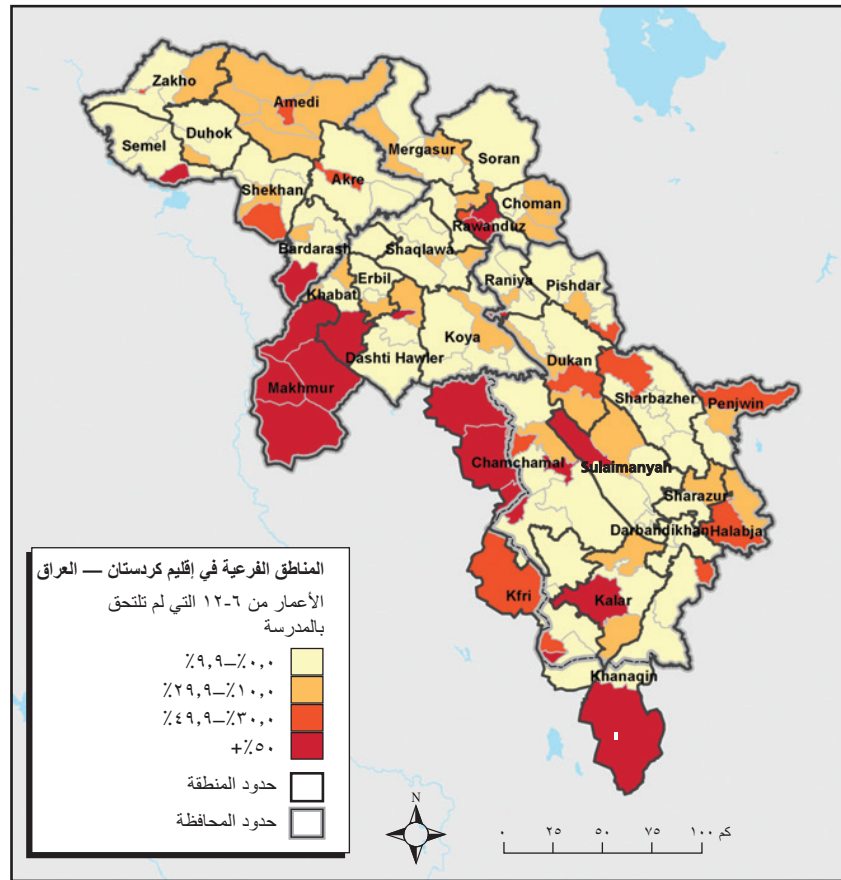 Zakho
Amedi
Duhok
Semel
Mergasur
Soran
Akre
Shekhan
Choman
Rawanduz
Bardarash
Shaqlawa
Erbil
Raniya
Pishdar
Khabat
Koya
Dashti Hawler
Dukan
Makhmur
Sharbazher
Penjwin
Chamchamal
Sulaimanyah
Sharazur
Darbandikhan
Halabja
Kfri
Kalar
Khanaqin
المناطق الفرعية في إقليم كردستان — العراق
الأعمار من ٦-١٢ التي لم تلتحق
بالمدرسة
٠,٠٪–٩,٩٪
١٠,٠٪–٢٩,٩٪
٣٠,٠٪–٤٩,٩٪
٥٠٪+
حدود المنطقة
حدود المحافظة
N
٠ ٢٥ ٥٠ ٧٥ ١٠٠ كم